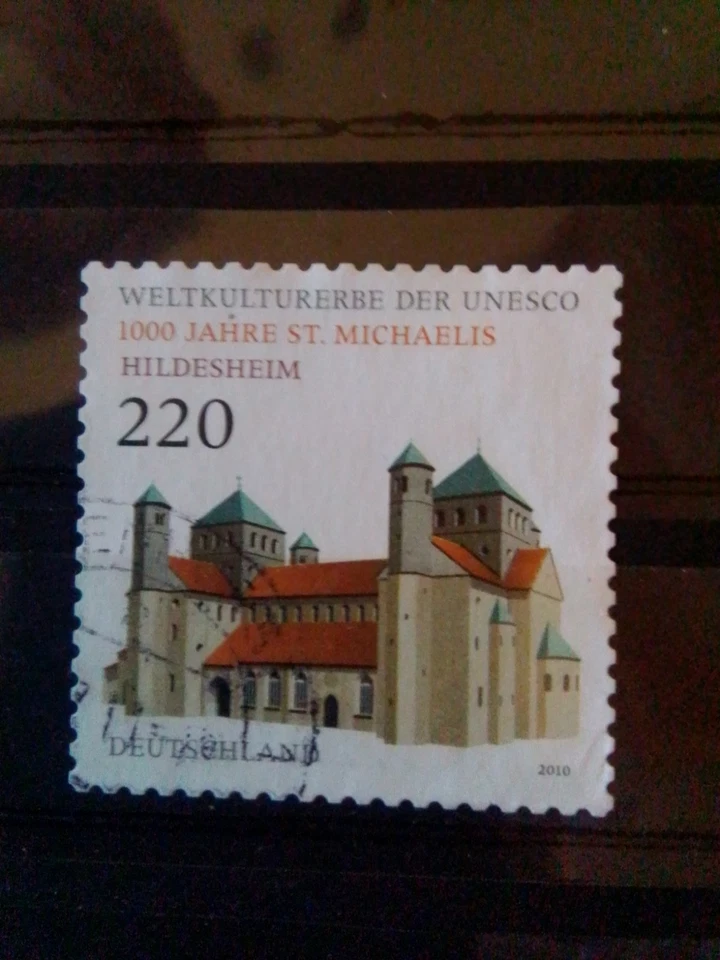 WELTKULTURERBE DER UNESCO
1000 JAHRE ST. MICHAELIS
HILDESHEIM
220
DEUTSCHLAND
2010